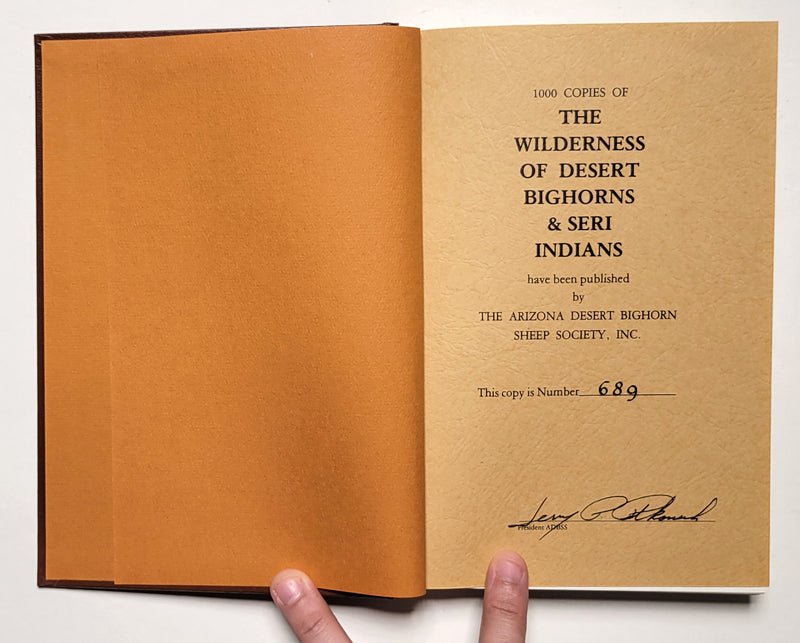 1000 COPIES OF
THE
WILDERNESS
OF DESERT
BIGHORNS
& SERI
INDIANS
have been published
by
THE ARIZONA DESERT BIGHORN
SHEEP SOCIETY, INC.
This copy is Number 689
Jerry P.
President ADBSS